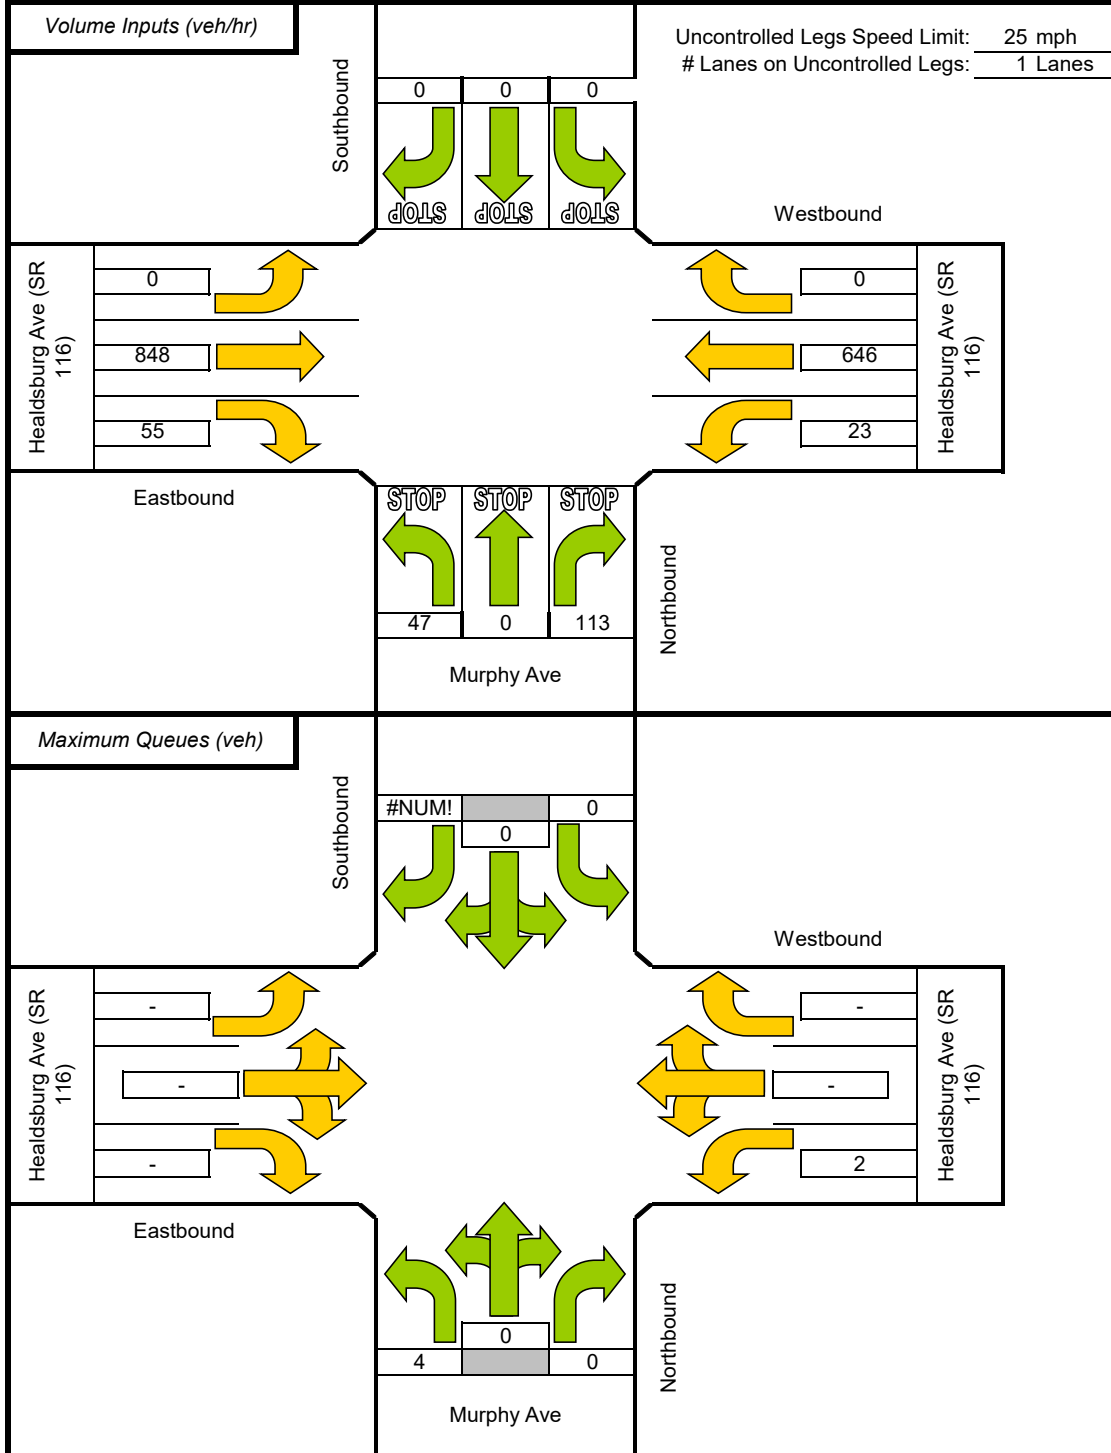 Volume Inputs (veh/hr)
Uncontrolled Legs Speed Limit: 25 mph
# Lanes on Uncontrolled Legs: 1 Lanes
Southbound
0 0 0
STOP STOP STOP
Westbound
Healdsburg Ave (SR
116)
0
848
55
0
646
23
Healdsburg Ave (SR
116)
Eastbound
STOP STOP STOP
47 0 113
Northbound
Murphy Ave
Maximum Queues (veh)
Southbound
#NUM! 0
0
Westbound
Healdsburg Ave (SR
116)
-
-
-
-
-
2
Healdsburg Ave (SR
116)
Eastbound
0
4 0
Northbound
Murphy Ave